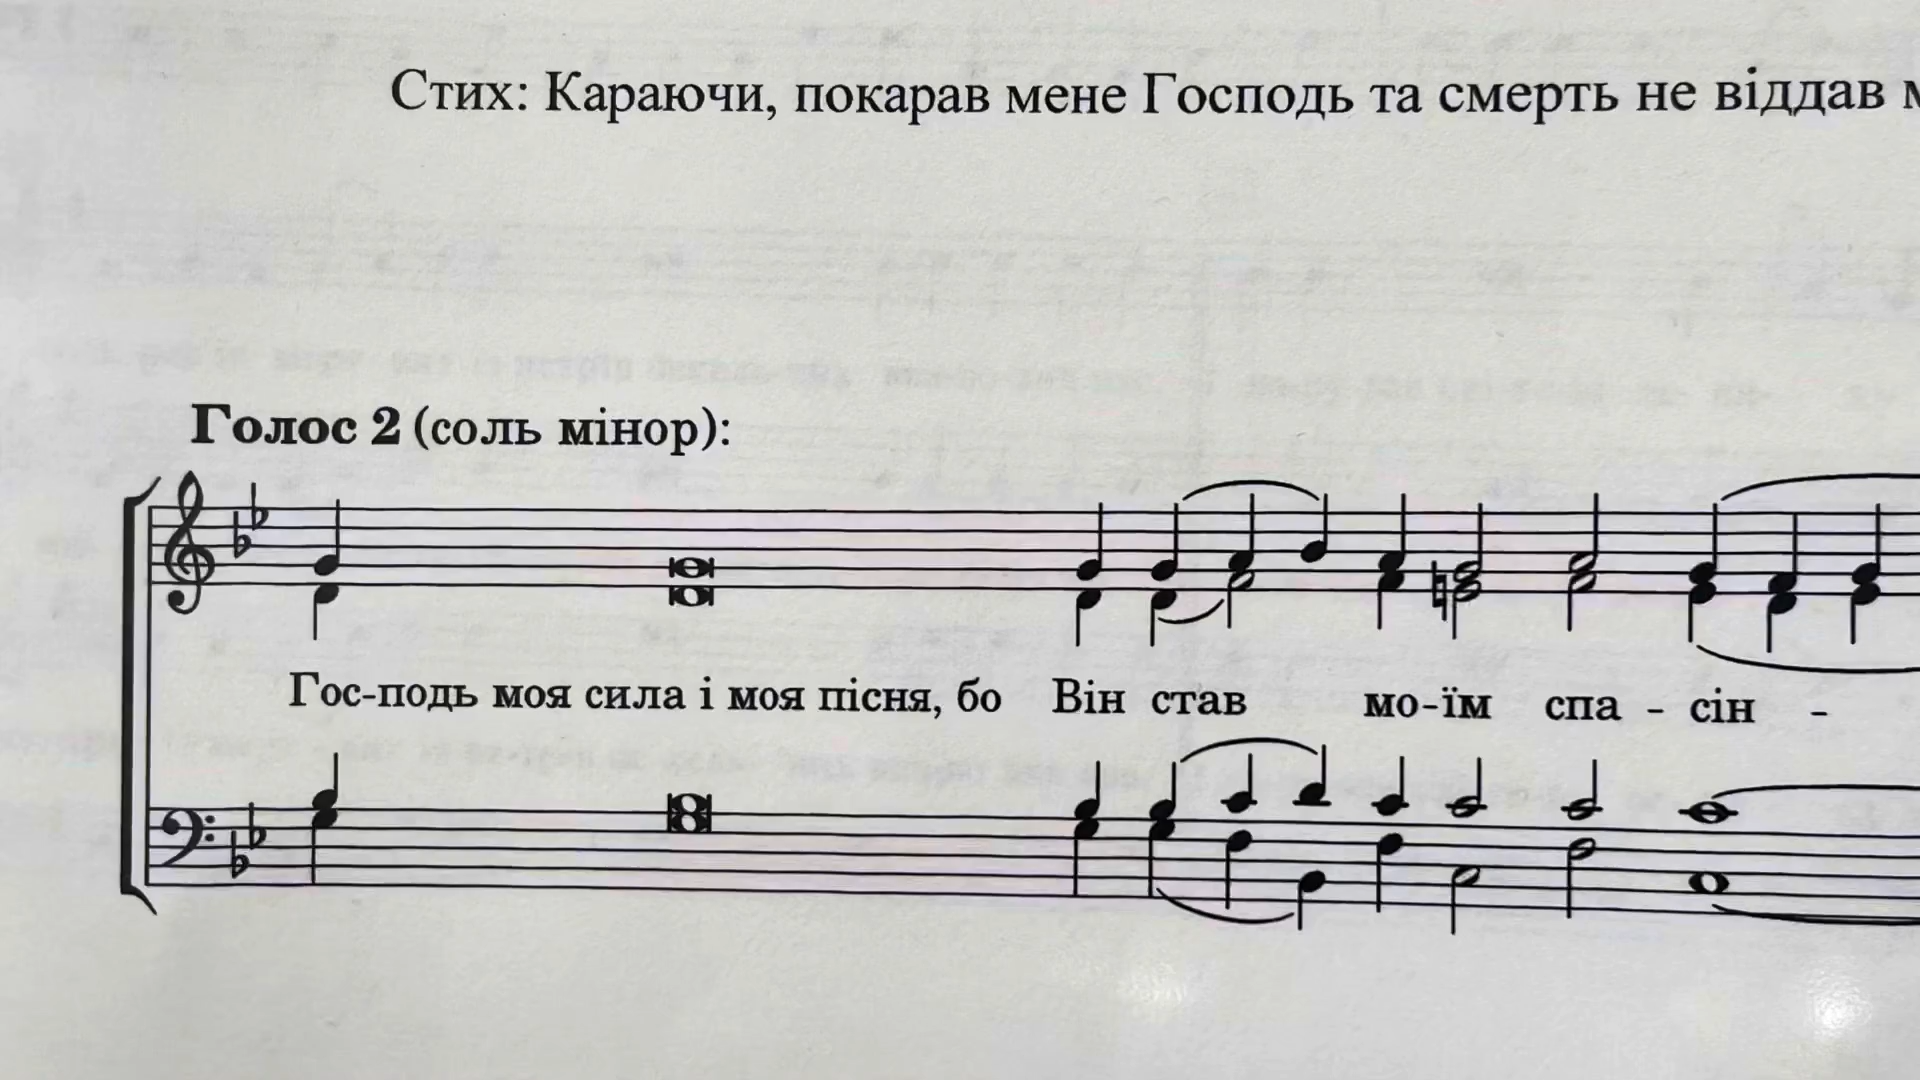 Стих: Караючи, покарав мене Господь та смерть не віддав
Голос 2 (соль мінор):
Гос-подь моя сила і моя пісня, бо Він став мо-їм спа - сін -